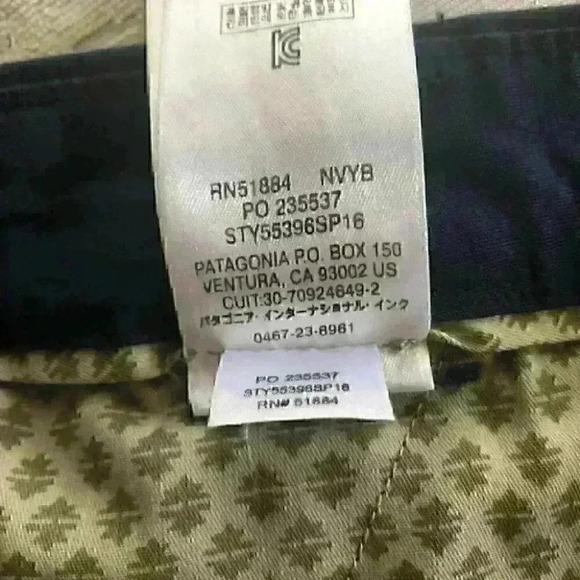 RN51884 NVYB
PO 235537
STY55396SP16
PATAGONIA P.O. BOX 150
VENTURA, CA 93002 US
CUIT:30-70924649-2
パタゴニア・インターナショナル・インク
0467-23-8961
PO 235537
STY55396SP16
RN# 51884